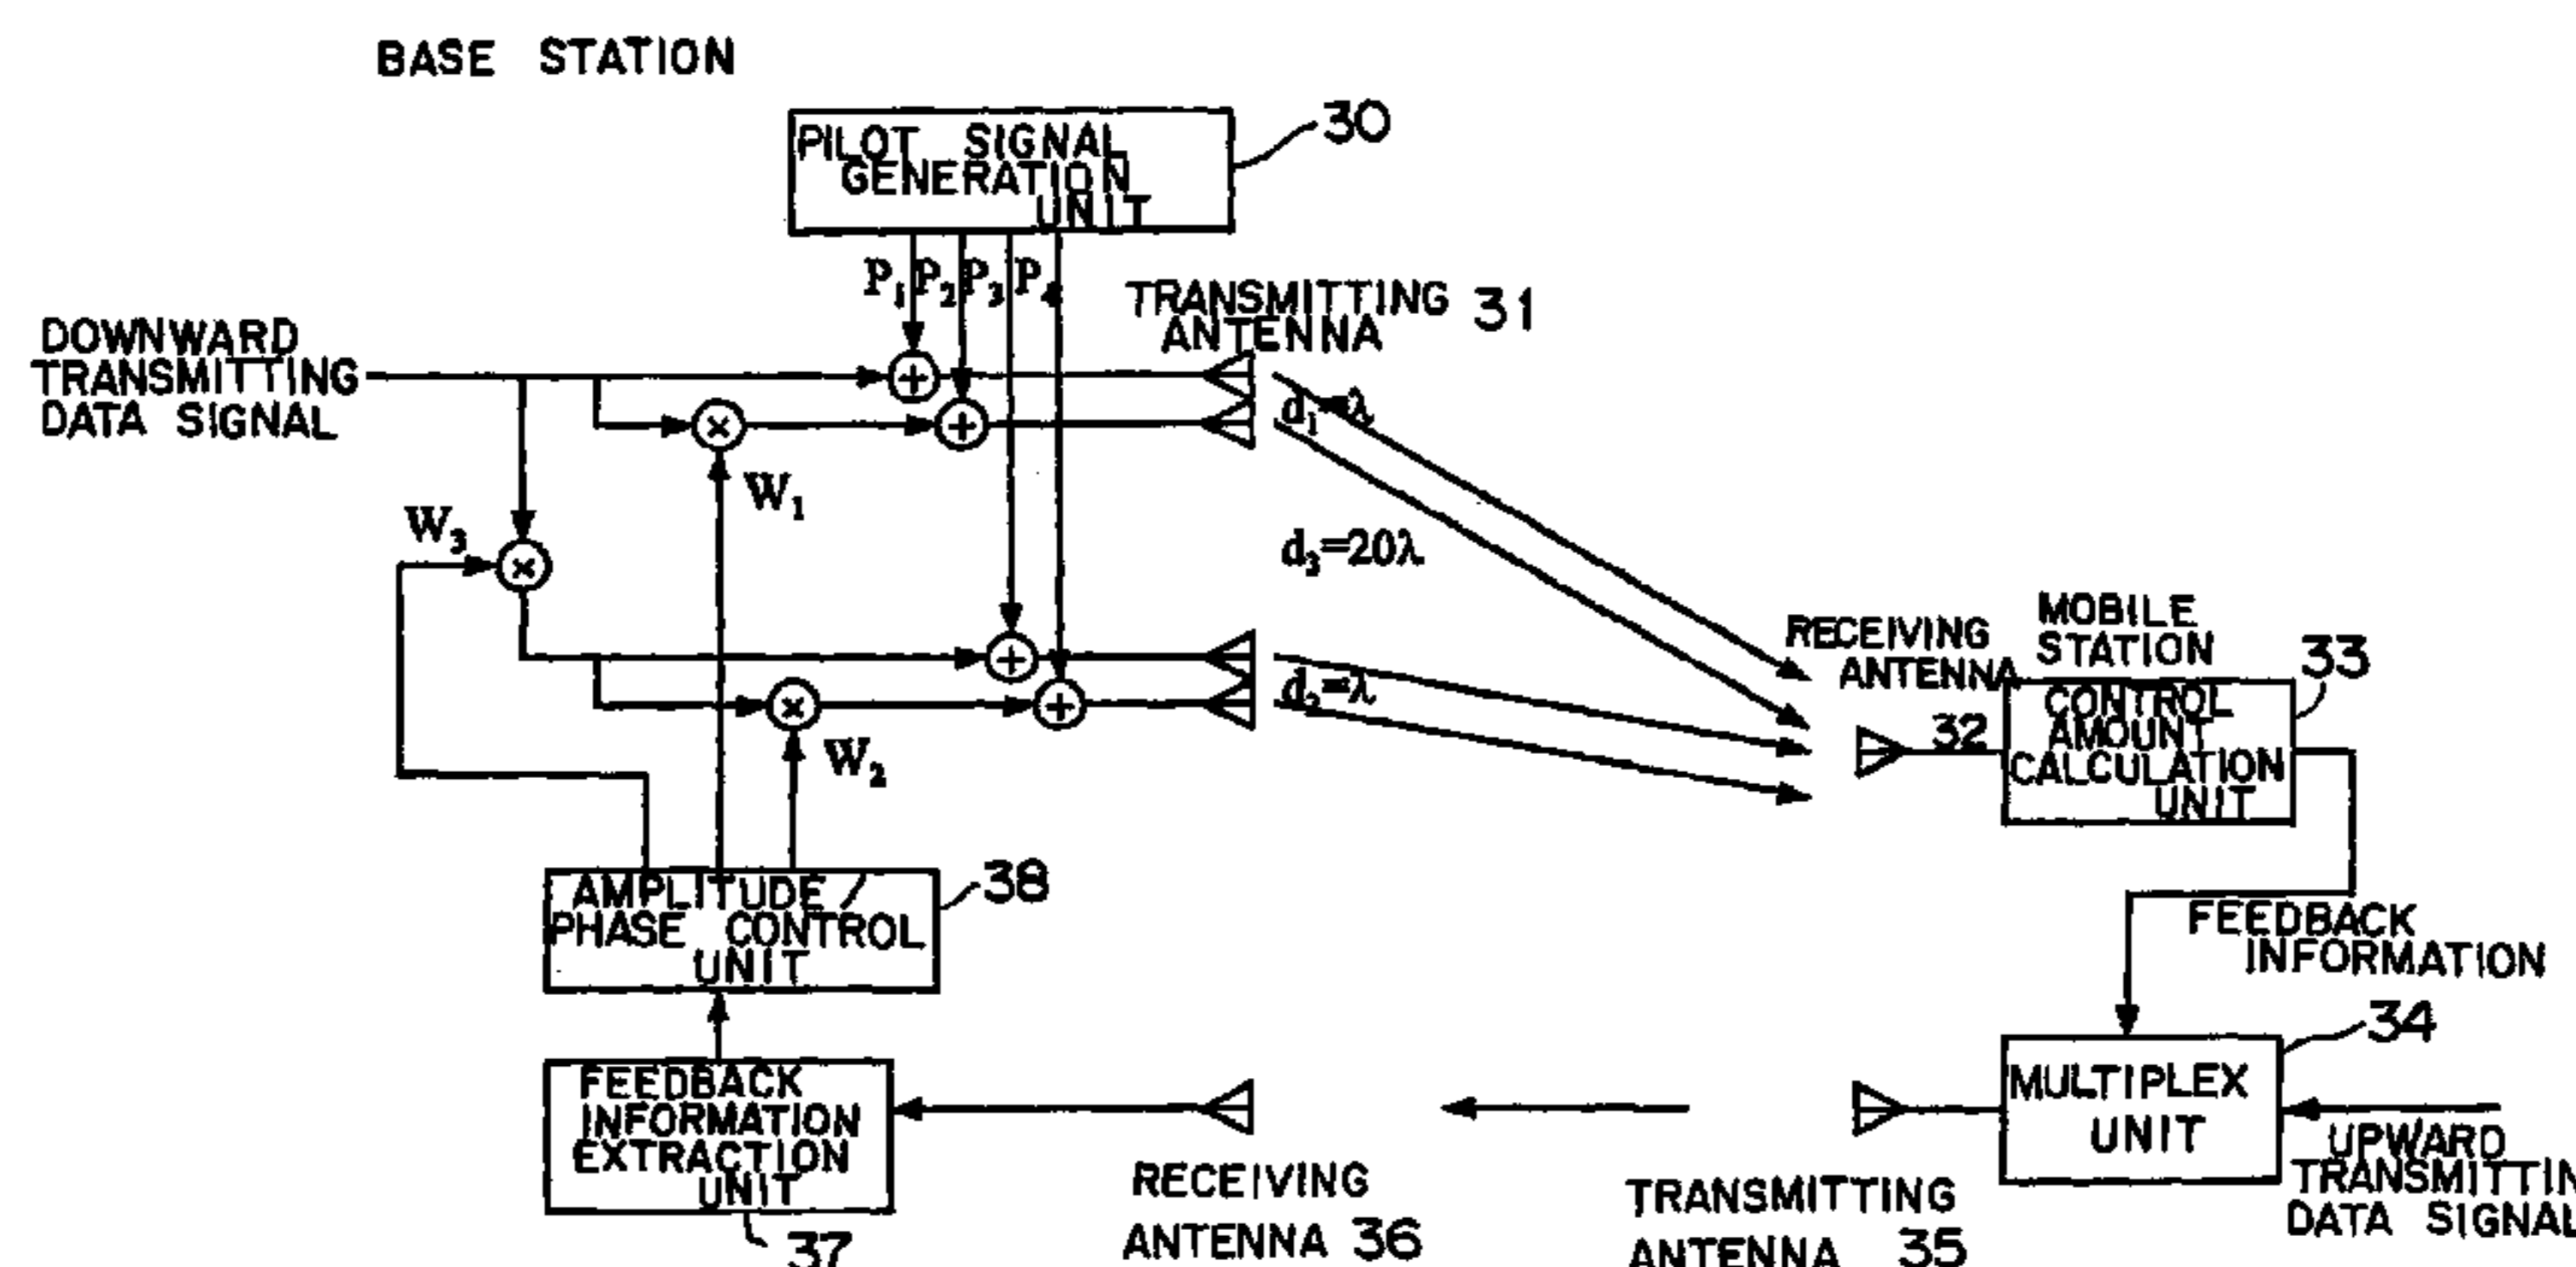 BASE STATION
PILOT SIGNAL
GENERATION
UNIT
30
P₁ P₂ P₃ P₄
TRANSMITTING
ANTENNA
31
DOWNWARD
TRANSMITTING
DATA SIGNAL
d₁=λ
W₁
W₃
d₃=20λ
d₂=λ
W₂
RECEIVING
ANTENNA
32
MOBILE
STATION
33
CONTROL
AMOUNT
CALCULATION
UNIT
AMPLITUDE /
PHASE CONTROL
UNIT
38
FEEDBACK
INFORMATION
34
MULTIPLEX
UNIT
FEEDBACK
INFORMATION
EXTRACTION
UNIT
37
RECEIVING
ANTENNA 36
TRANSMITTING
ANTENNA 35
UPWARD
TRANSMITTIN
DATA SIGNAL